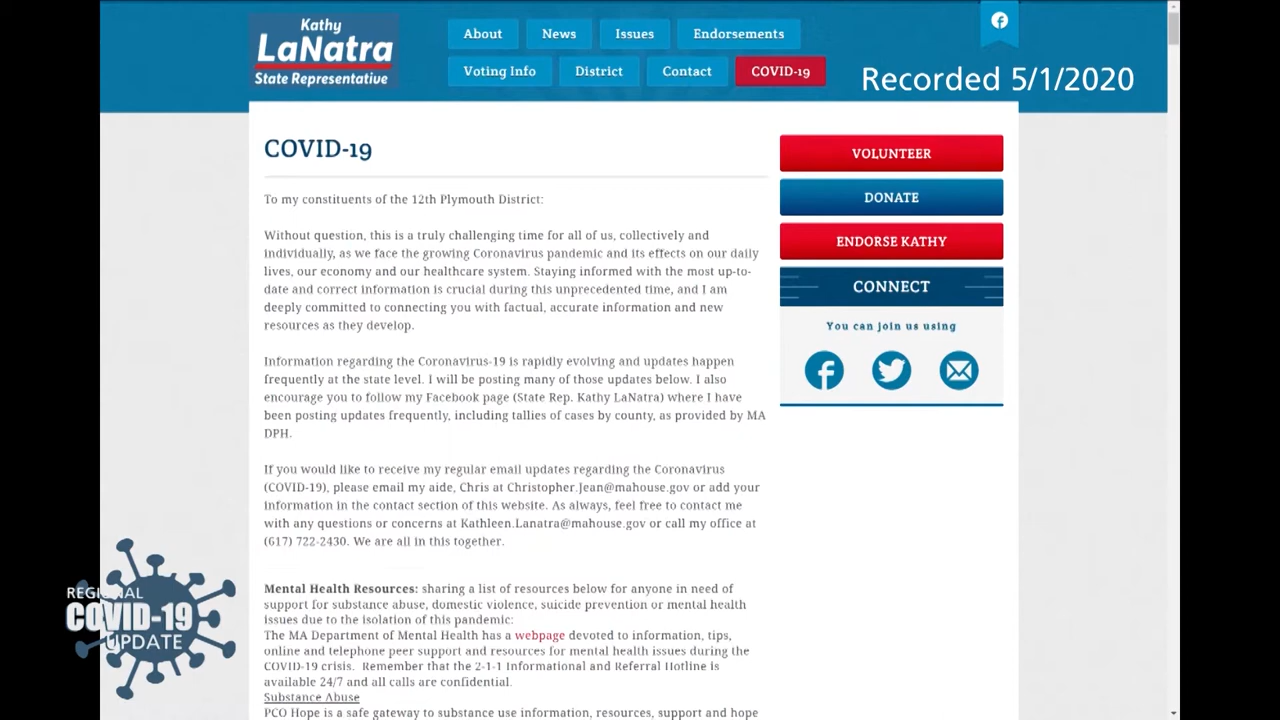 Kathy
LaNatra
State Representative
About
News
Issues
Endorsements
Voting Info
District
Contact
COVID-19
Recorded 5/1/2020
COVID-19
To my constituents of the 12th Plymouth District:
Without question, this is a truly challenging time for all of us, collectively and
individually, as we face the growing Coronavirus pandemic and its effects on our daily
lives, our economy and our healthcare system. Staying informed with the most up-to-
date and correct information is crucial during this unprecedented time, and I am
deeply committed to connecting you with factual, accurate information and new
resources as they develop.
Information regarding the Coronavirus-19 is rapidly evolving and updates happen
frequently at the state level. I will be posting many of those updates below. I also
encourage you to follow my Facebook page (State Rep. Kathy LaNatra) where I have
been posting updates frequently, including tallies of cases by county, as provided by MA
DPH.
If you would like to receive my regular email updates regarding the Coronavirus
(COVID-19), please email my aide, Chris at Christopher.Jean@mahouse.gov or add your
information in the contact section of this website. As always, feel free to contact me
with any questions or concerns at Kathleen.Lanatra@mahouse.gov or call my office at
(617) 722-2430. We are all in this together.
Mental Health Resources: sharing a list of resources below for anyone in need of
support for substance abuse, domestic violence, suicide prevention or mental health
issues due to the isolation of this pandemic:
The MA Department of Mental Health has a webpage devoted to information, tips,
online and telephone peer support and resources for mental health issues during the
COVID-19 crisis. Remember that the 2-1-1 Informational and Referral Hotline is
available 24/7 and all calls are confidential.
Substance Abuse
PCO Hope is a safe gateway to substance use information, resources, support and hope
VOLUNTEER
DONATE
ENDORSE KATHY
CONNECT
You can join us using
REGIONAL
COVID-19
UPDATE